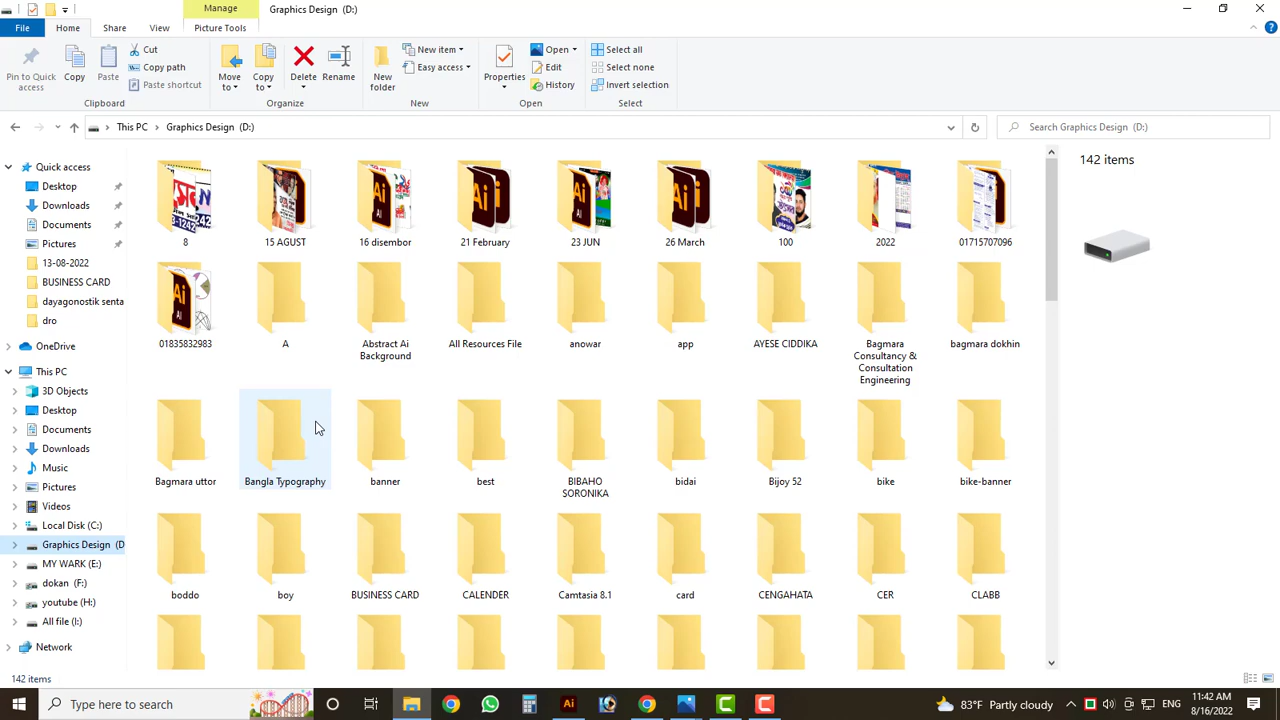 Manage
Graphics Design (D:)
File
Home
Share
View
Picture Tools
Pin to Quick access
Copy
Paste
Cut
Copy path
Paste shortcut
Clipboard
Move to
Copy to
Delete
Rename
Organize
New folder
New item
Easy access
New
Properties
Open
Edit
History
Open
Select all
Select none
Invert selection
Select
This PC
Graphics Design (D:)
Search Graphics Design (D:)
Quick access
Desktop
Downloads
Documents
Pictures
13-08-2022
BUSINESS CARD
dayagonostik senta
dro
OneDrive
This PC
3D Objects
Desktop
Documents
Downloads
Music
Pictures
Videos
Local Disk (C:)
Graphics Design (D
MY WARK (E:)
dokan (F:)
youtube (H:)
All file (I:)
Network
8
15 AGUST
16 disembor
21 February
23 JUN
26 March
100
2022
01715707096
01835832983
A
Abstract Ai Background
All Resources File
anowar
app
AYESE CIDDIKA
Bagmara Consultancy & Consultation Engineering
bagmara dokhin
Bagmara uttor
Bangla Typography
banner
best
BIBAHO SORONIKA
bidai
Bijoy 52
bike
bike-banner
boddo
boy
BUSINESS CARD
CALENDER
Camtasia 8.1
card
CENGAHATA
CER
CLABB
142 items
142 items
Type here to search
83°F Partly cloudy
ENG
11:42 AM
8/16/2022